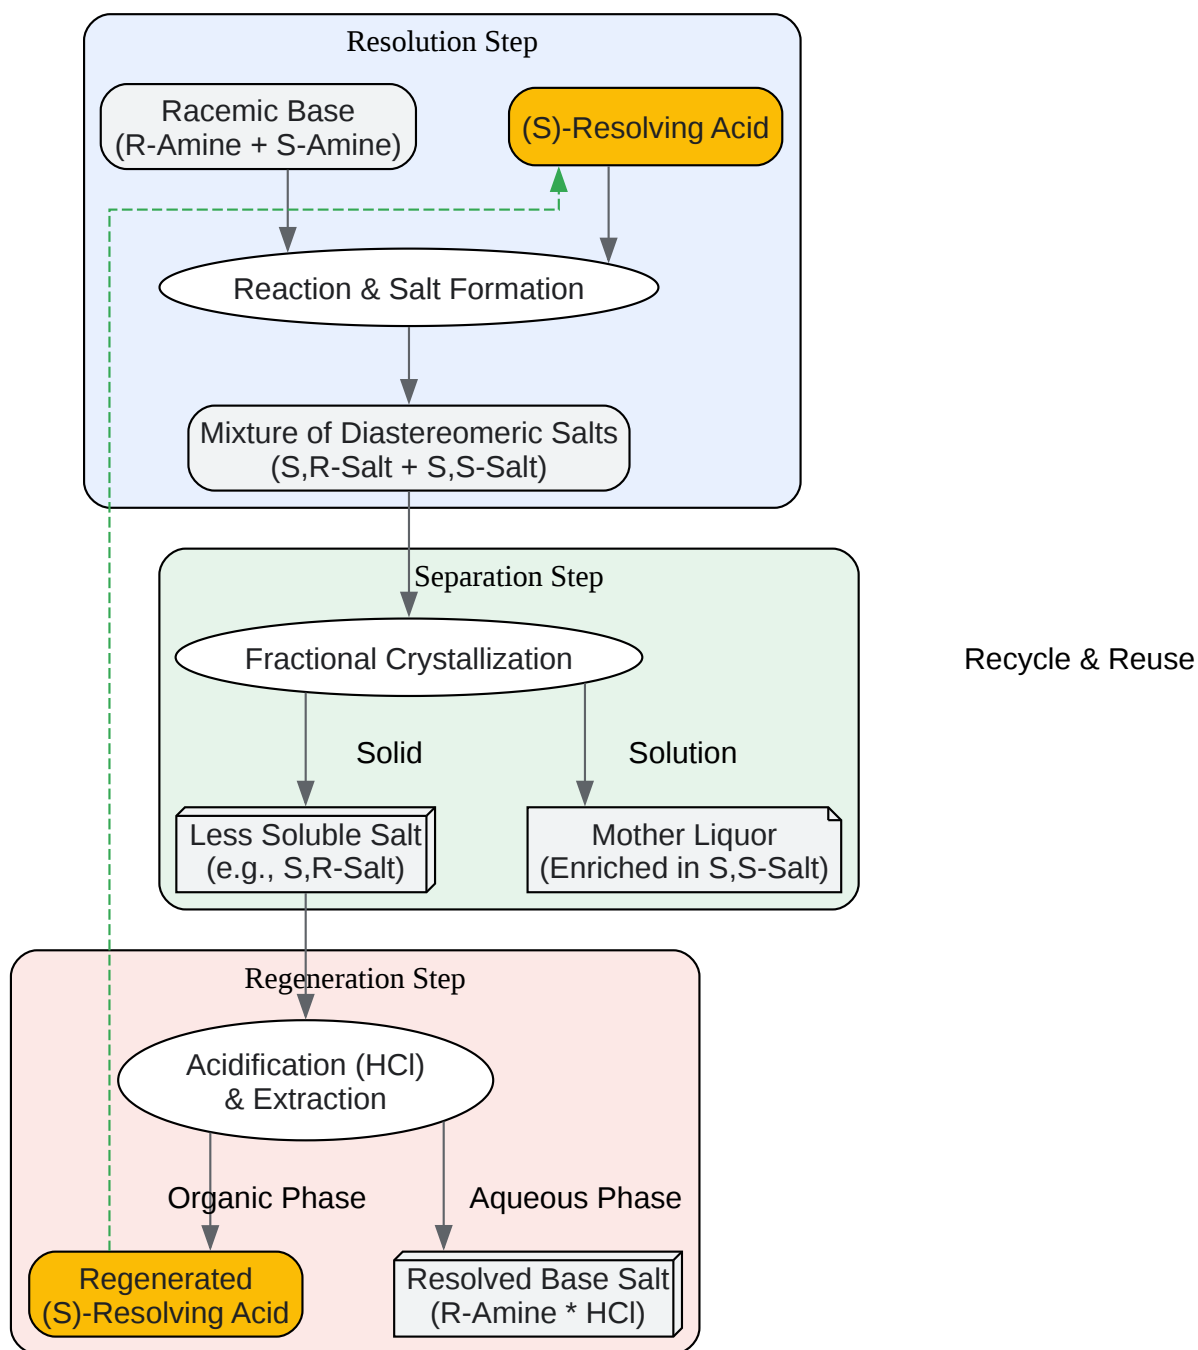 Resolution Step
Racemic Base
(R-Amine + S-Amine)
(S)-Resolving Acid
Reaction & Salt Formation
Mixture of Diastereomeric Salts
(S,R-Salt + S,S-Salt)
Separation Step
Fractional Crystallization
Recycle & Reuse
Solid
Solution
Less Soluble Salt
(e.g., S,R-Salt)
Mother Liquor
(Enriched in S,S-Salt)
Regeneration Step
Acidification (HCl)
& Extraction
Organic Phase
Aqueous Phase
Regenerated
(S)-Resolving Acid
Resolved Base Salt
(R-Amine * HCl)